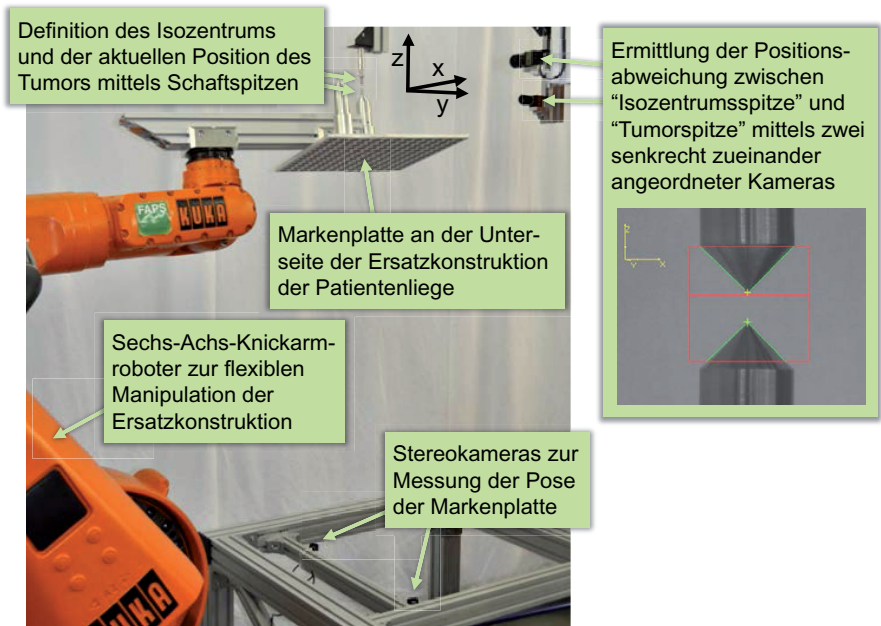 Definition des Isozentrums
und der aktuellen Position des
Tumors mittels Schaftspitzen
z
x
y
Ermittlung der Positions-
abweichung zwischen
“Isozentrumsspitze” und
“Tumorspitze” mittels zwei
senkrecht zueinander
angeordneter Kameras
FAPS
KUKA
Markenplatte an der Unter-
seite der Ersatzkonstruktion
der Patientenliege
Z
Y
X
Sechs-Achs-Knickarm-
roboter zur flexiblen
Manipulation der
Ersatzkonstruktion
Stereokameras zur
Messung der Pose
der Markenplatte
KUKA